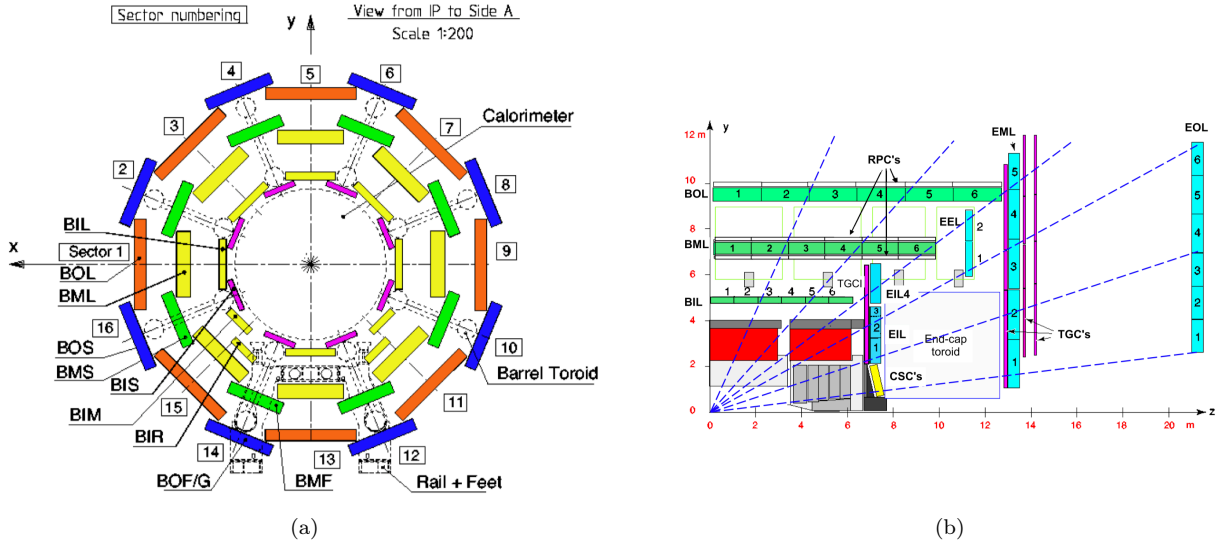 Sector numbering
View from IP to Side A
Scale 1:200
y
x
4
5
6
3
7
Calorimeter
2
8
BIL
Sector 1
9
BOL
BML
16
BOS
BMS
BIS
10
Barrel Toroid
BIM
15
11
BIR
14
13
12
BOF/G
BMF
Rail + Feet
(a)
12 m
y
EML
EOL
RPC's
6
5
10
BOL
1 2 3 4 5 6
5
4
8
EEL
2
BML
1 2 3 4 5 6
4
3
6
1
TGCI
BIL
1 2 3 4 5 6
EIL4
3
2
4
3
EIL
2
End-cap
toroid
2
TGC's
1
2
1
CSC's
1
0
z
0 2 4 6 8 10 12 14 16 18 20 m
(b)